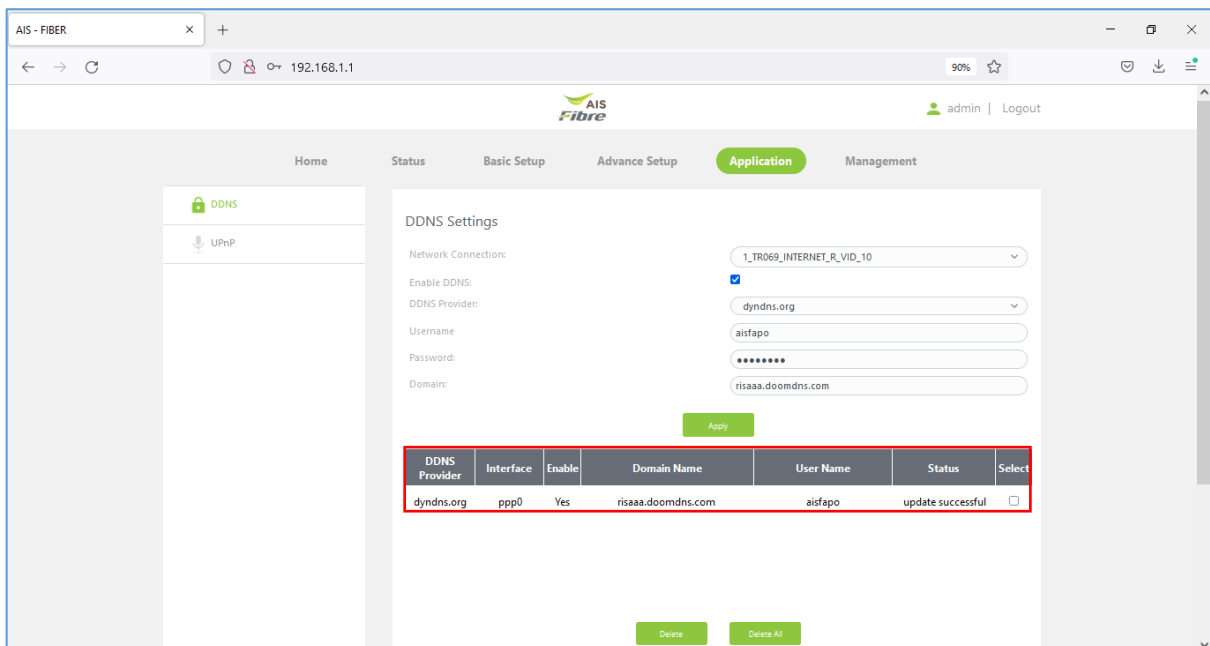 AIS - FIBER
192.168.1.1
90%
AIS
Fibre
admin | Logout
Home Status Basic Setup Advance Setup Application Management
DDNS
UPnP
DDNS Settings
Network Connection: 1_TR069_INTERNET_R_VID_10
Enable DDNS:
DDNS Provider: dyndns.org
Username aisfapo
Password: ••••••••
Domain: risaaa.doomdns.com
Apply
DDNS Provider Interface Enable Domain Name User Name Status Select
dyndns.org ppp0 Yes risaaa.doomdns.com aisfapo update successful
Delete Delete All